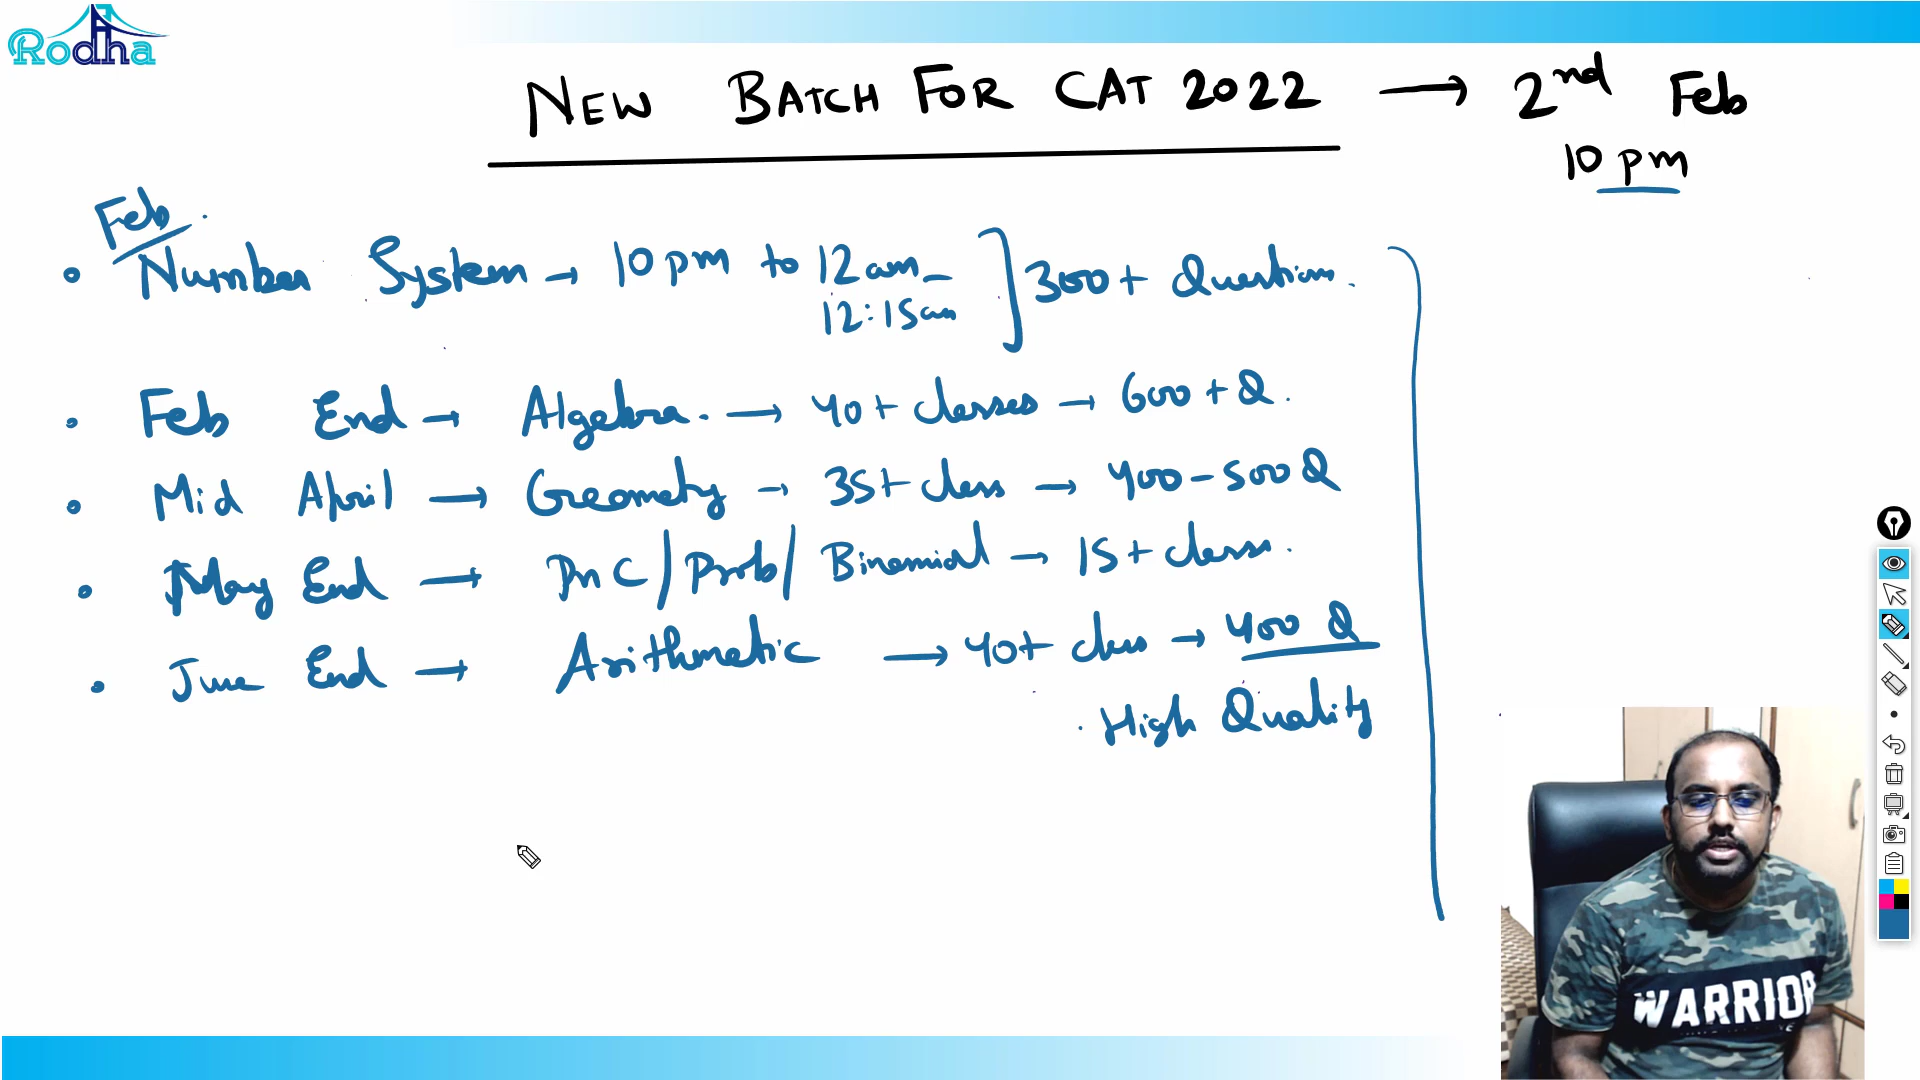 Rodha
NEW BATCH FOR CAT 2022 → 2nd Feb
10 pm
Feb.
• Number System → 10 pm to 12 am
12:15 am
300+ Questions.
• Feb End → Algebra. → 40+ classes → 600+ Q.
• Mid April → Geometry → 35+ class → 400-500 Q
• May End → PnC/Prob/Binomial → 15+ class.
• June End → Arithmetic → 40+ class → 400 Q
• High Quality
WARRIOR